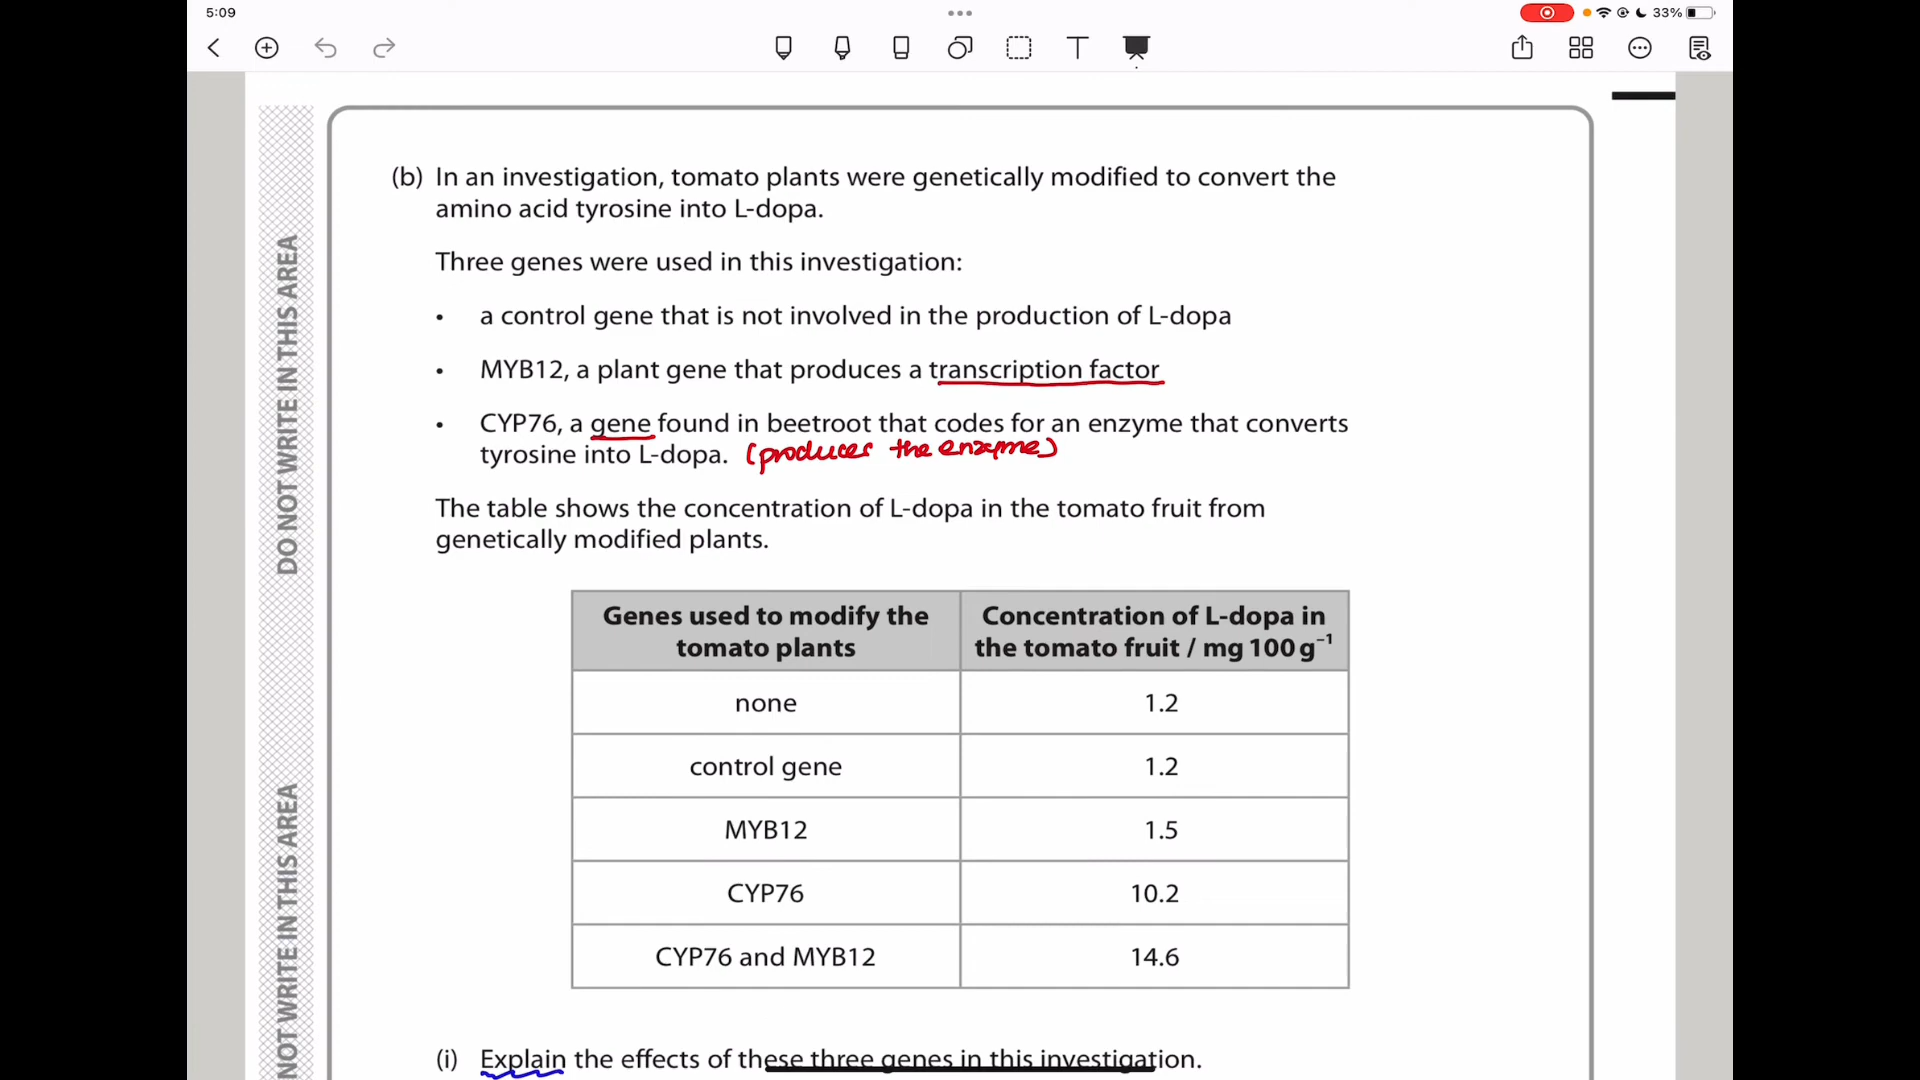 5:09
33%
DO NOT WRITE IN THIS AREA
NOT WRITE IN THIS AREA
(b) In an investigation, tomato plants were genetically modified to convert the
amino acid tyrosine into L-dopa.
Three genes were used in this investigation:
• a control gene that is not involved in the production of L-dopa
• MYB12, a plant gene that produces a transcription factor
• CYP76, a gene found in beetroot that codes for an enzyme that converts
tyrosine into L-dopa. (produces the enzyme)
The table shows the concentration of L-dopa in the tomato fruit from
genetically modified plants.
Genes used to modify the
tomato plants
Concentration of L-dopa in
the tomato fruit / mg 100 g⁻¹
none 1.2
control gene 1.2
MYB12 1.5
CYP76 10.2
CYP76 and MYB12 14.6
(i) Explain the effects of these three genes in this investigation.